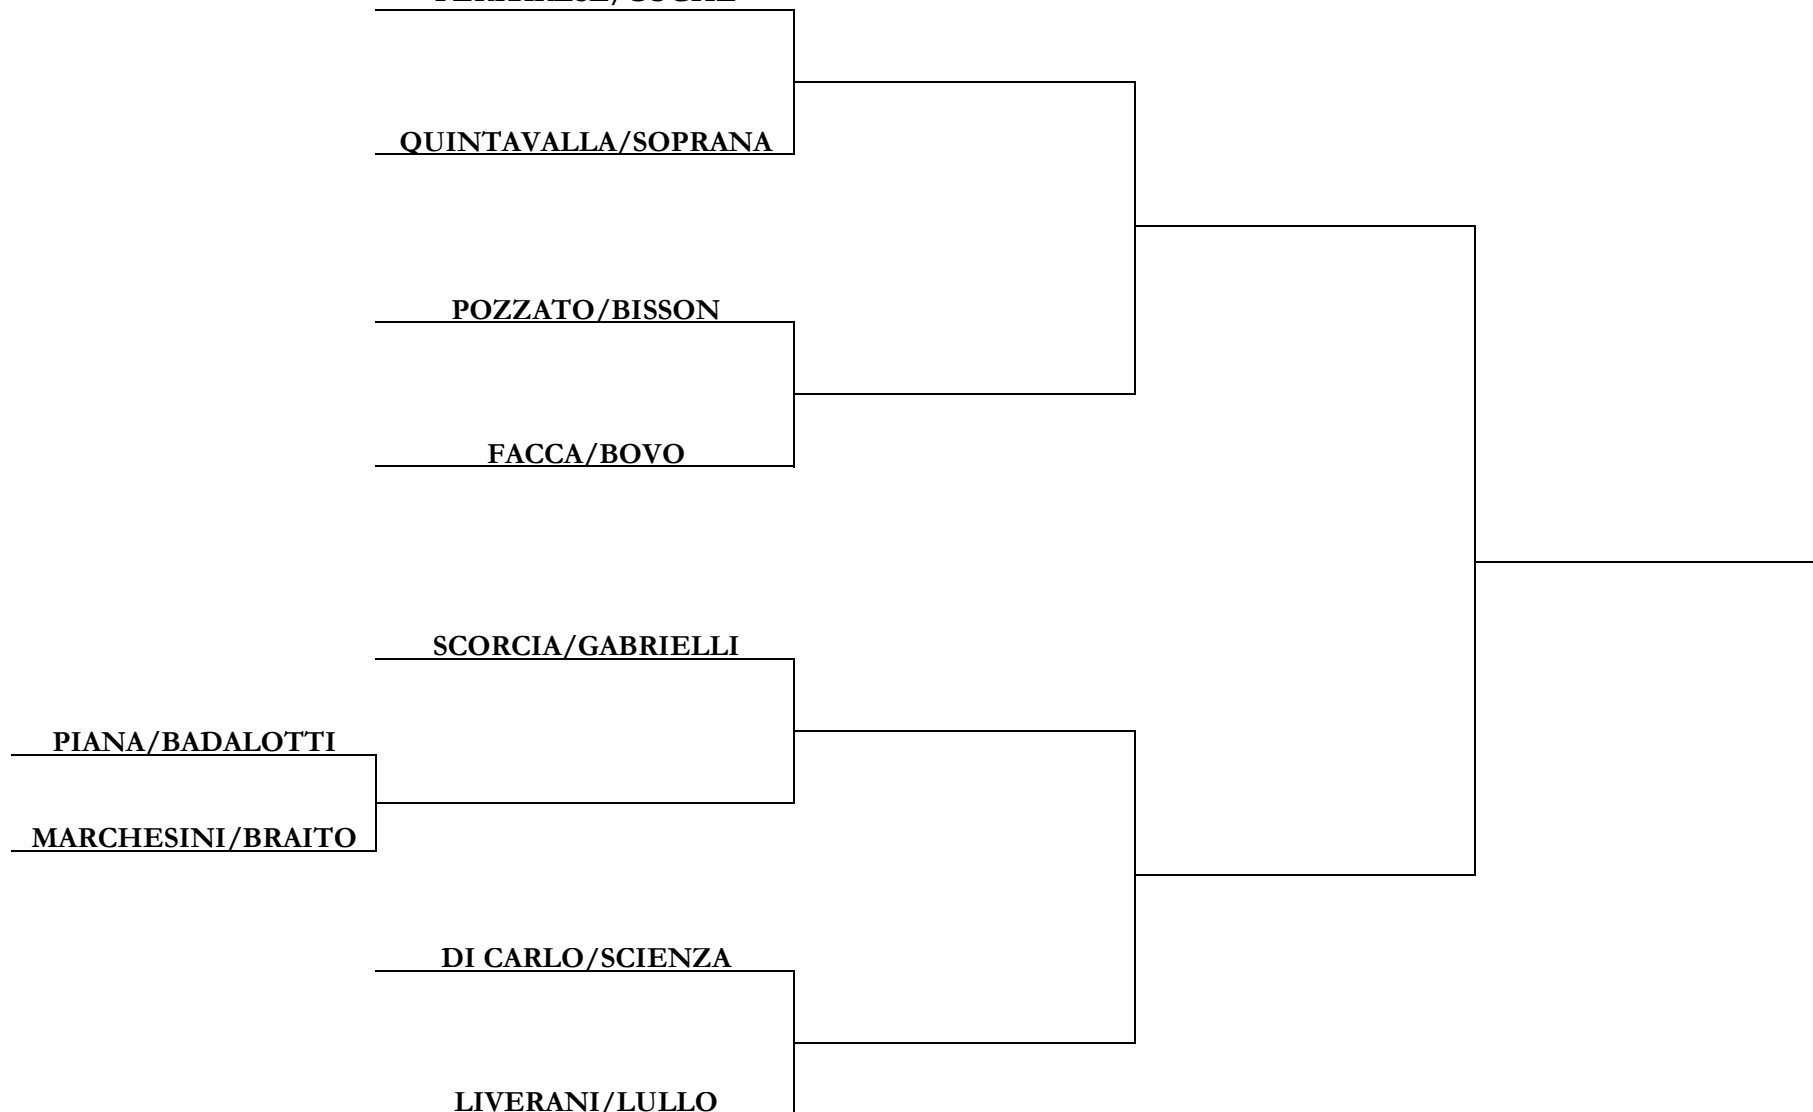 QUINTAVALLA/SOPRANA
POZZATO/BISSON
FACCA/BOVO
SCORCIA/GABRIELLI
PIANA/BADALOTTI
MARCHESINI/BRAITO
DI CARLO/SCIENZA
LIVERANI/LULLO